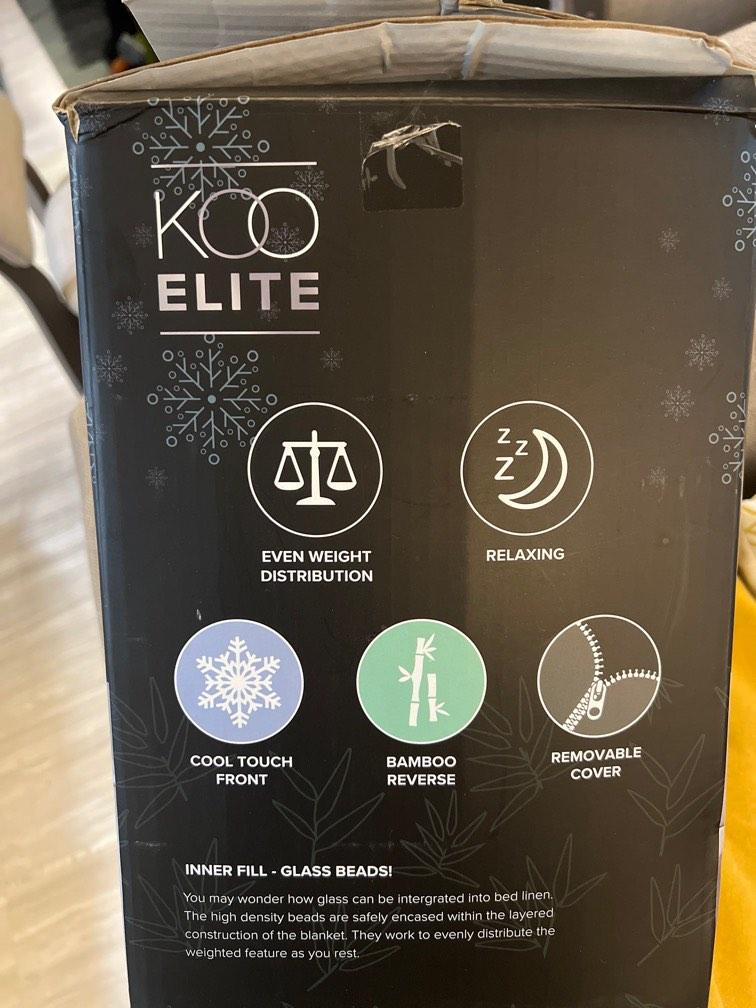 KOO
ELITE
Z Z
Z
EVEN WEIGHT
DISTRIBUTION
RELAXING
COOL TOUCH
FRONT
BAMBOO
REVERSE
REMOVABLE
COVER
INNER FILL - GLASS BEADS!
You may wonder how glass can be intergrated into bed linen.
The high density beads are safely encased within the layered
construction of the blanket. They work to evenly distribute the
weighted feature as you rest.